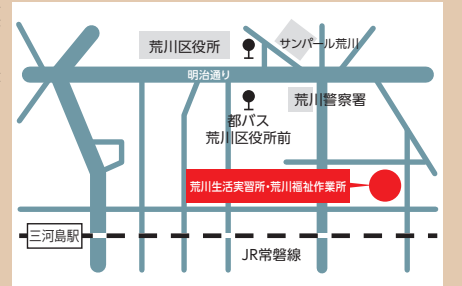 荒川区役所
サンパール荒川
明治通り
荒川警察署
都バス
荒川区役所前
荒川生活実習所・荒川福祉作業所
三河島駅
JR常磐線